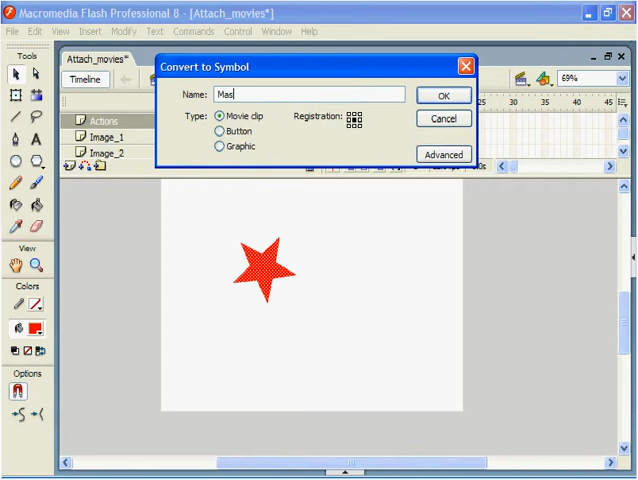 Macromedia Flash Professional 8 - [Attach_movies*]
File Edit View Insert Modify Text Commands Control Window Help
Tools
Attach_movies*
Timeline
69%
Convert to Symbol
Name: Mas
OK
Type: Movie clip
Registration:
Button
Graphic
Cancel
Advanced
25 30 35 40 45
Actions
Image_1
Image_2
View
Colors
Options